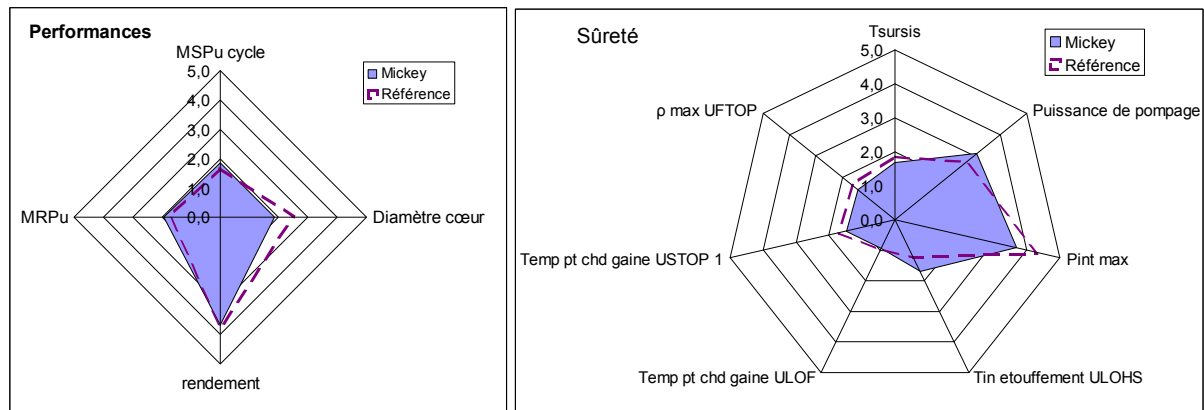 Performances
MSPu cycle
Mickey
Référence
5,0
4,0
3,0
2,0
1,0
0,0
MRPu
Diamètre cœur
rendement
Sûreté
Tsursis
Mickey
Référence
5,0
4,0
3,0
2,0
1,0
0,0
ρ max UFTOP
Puissance de pompage
Temp pt chd gaine USTOP 1
Pint max
Temp pt chd gaine ULOF
Tin etouffement ULOHS